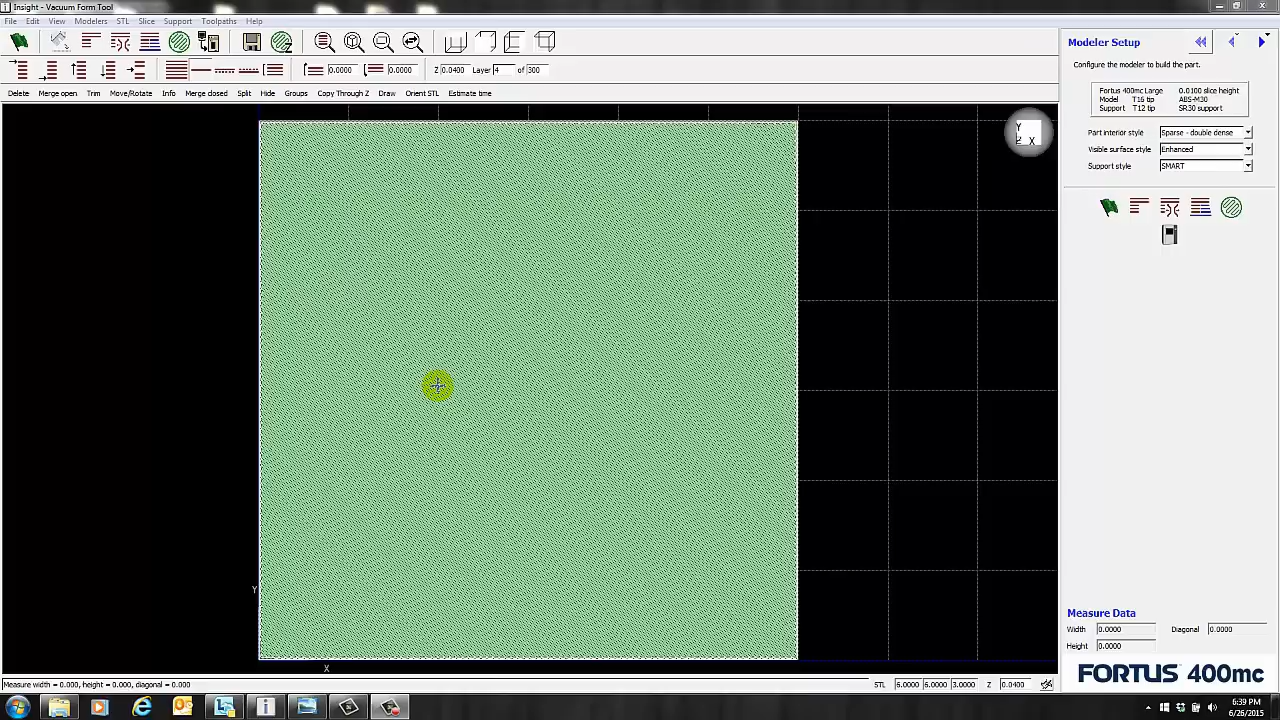 Insight - Vacuum Form Tool
File Edit View Modelers STL Slice Support Toolpaths Help
0.0000 0.0000 Z 0.0400 Layer 4 of 300
Delete Merge open Trim Move/Rotate Info Merge closed Split Hide Groups Copy Through Z Draw Orient STL Estimate time
Y
Z X
Y
X
Modeler Setup
Configure the modeler to build the part.
Fortus 400mc Large 0.0100 slice height
Model T16 tip ABS-M30
Support T12 tip SR30 support
Part interior style Sparse - double dense
Visible surface style Enhanced
Support style SMART
Measure Data
Width 0.0000 Diagonal 0.0000
Height 0.0000
FORTUS 400mc
Measure width = 0.000, height = 0.000, diagonal = 0.000
STL 6.0000 6.0000 3.0000 Z 0.0400
6:39 PM
6/26/2015